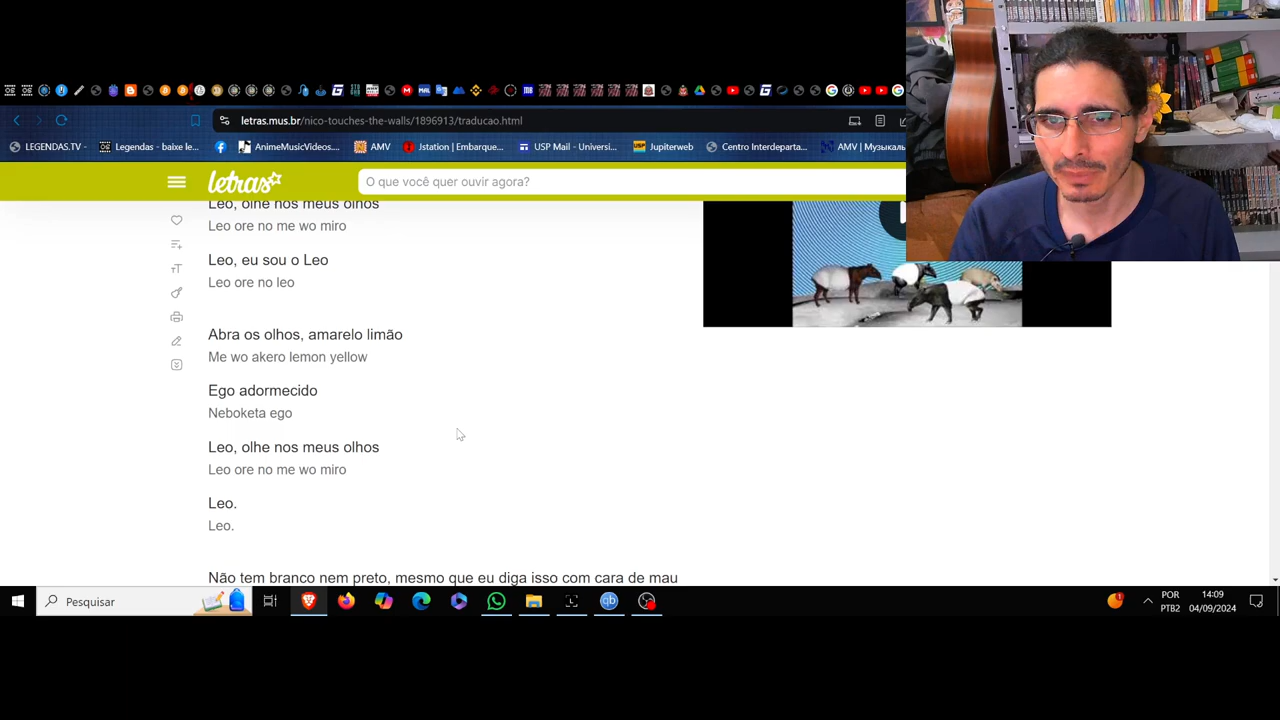 letras.mus.br/nico-touches-the-walls/1896913/traducao.html
LEGENDAS.TV -
Legendas - baixe le...
AnimeMusicVideos...
AMV
Jstation | Embarque...
USP Mail - Universi...
Jupiterweb
Centro Interdeparta...
AMV | Музыкаль
letras
O que você quer ouvir agora?
Leo, olhe nos meus olhos
Leo ore no me wo miro
Leo, eu sou o Leo
Leo ore no leo
Abra os olhos, amarelo limão
Me wo akero lemon yellow
Ego adormecido
Neboketa ego
Leo, olhe nos meus olhos
Leo ore no me wo miro
Leo.
Leo.
Não tem branco nem preto, mesmo que eu diga isso com cara de mau
Pesquisar
POR
PTB2
14:09
04/09/2024